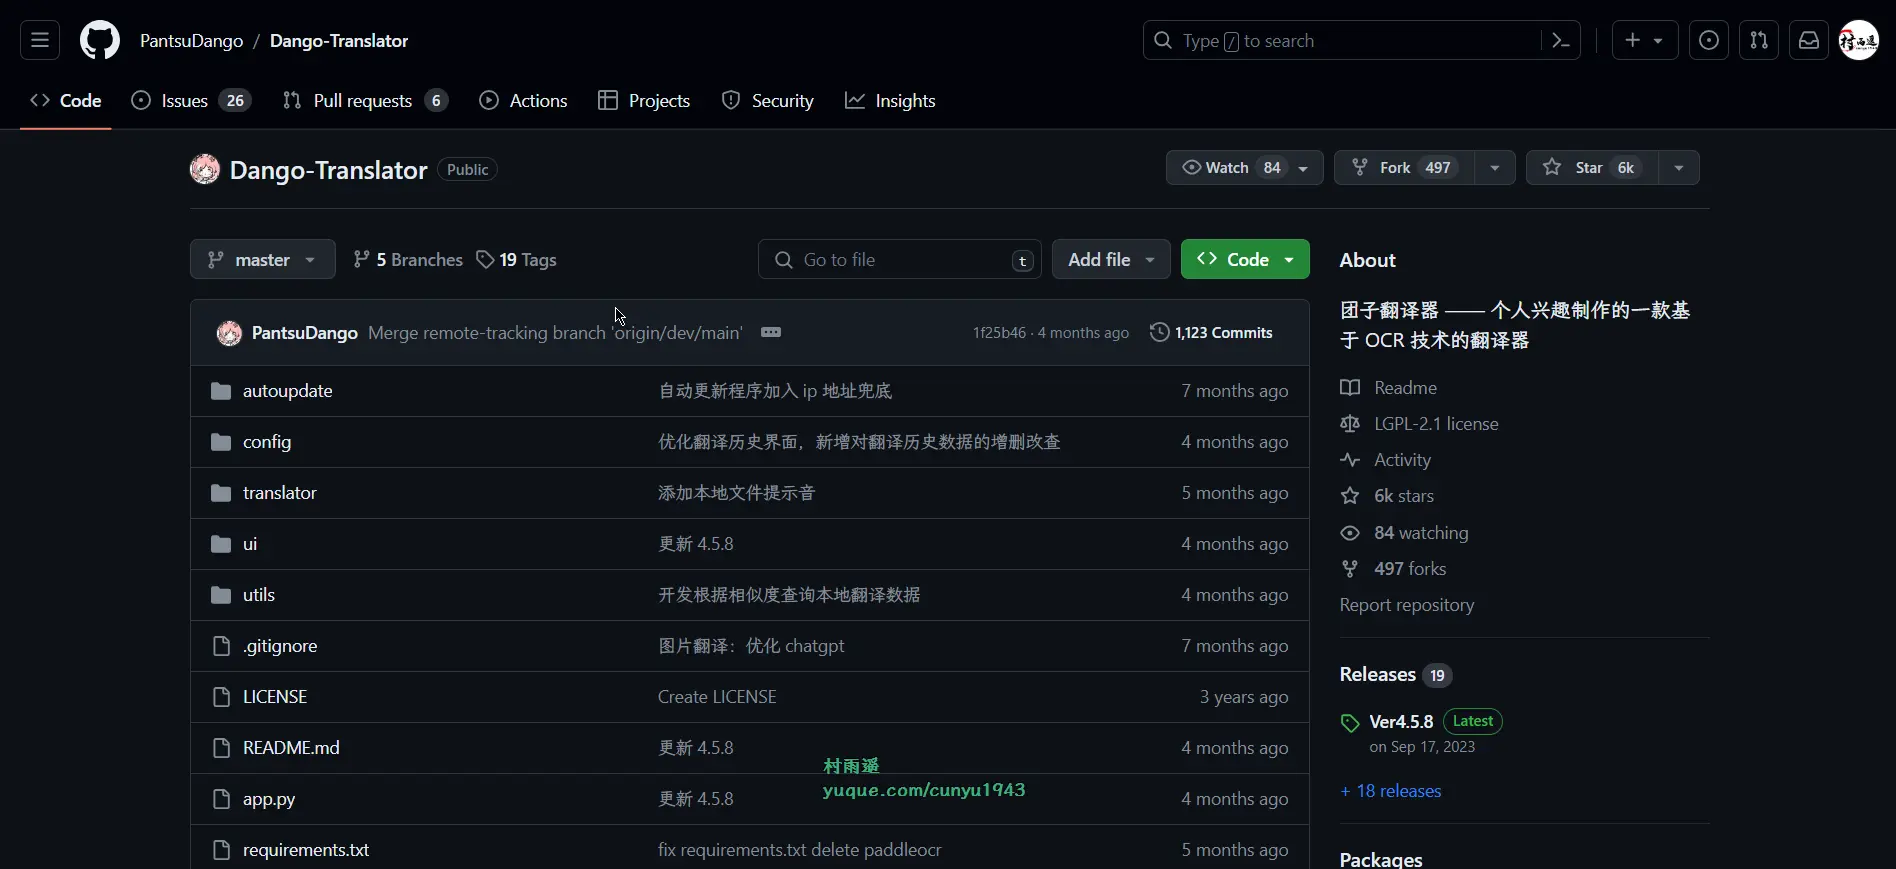 PantsuDango / Dango-Translator
Type / to search
Code
Issues 26
Pull requests 6
Actions
Projects
Security
Insights
Dango-Translator Public
Watch 84
Fork 497
Star 6k
master
5 Branches
19 Tags
Go to file t
Add file
Code
PantsuDango Merge remote-tracking branch 'origin/dev/main'
1f25b46 · 4 months ago
1,123 Commits
autoupdate 自动更新程序加入 ip 地址兜底 7 months ago
config 优化翻译历史界面，新增对翻译历史数据的增删改查 4 months ago
translator 添加本地文件提示音 5 months ago
ui 更新 4.5.8 4 months ago
utils 开发根据相似度查询本地翻译数据 4 months ago
.gitignore 图片翻译：优化 chatgpt 7 months ago
LICENSE Create LICENSE 3 years ago
README.md 更新 4.5.8 4 months ago
app.py 更新 4.5.8 4 months ago
requirements.txt fix requirements.txt delete paddleocr 5 months ago
村雨遥
yuque.com/cunyu1943
About
团子翻译器 —— 个人兴趣制作的一款基
于 OCR 技术的翻译器
Readme
LGPL-2.1 license
Activity
6k stars
84 watching
497 forks
Report repository
Releases 19
Ver4.5.8 Latest
on Sep 17, 2023
+ 18 releases
Packages